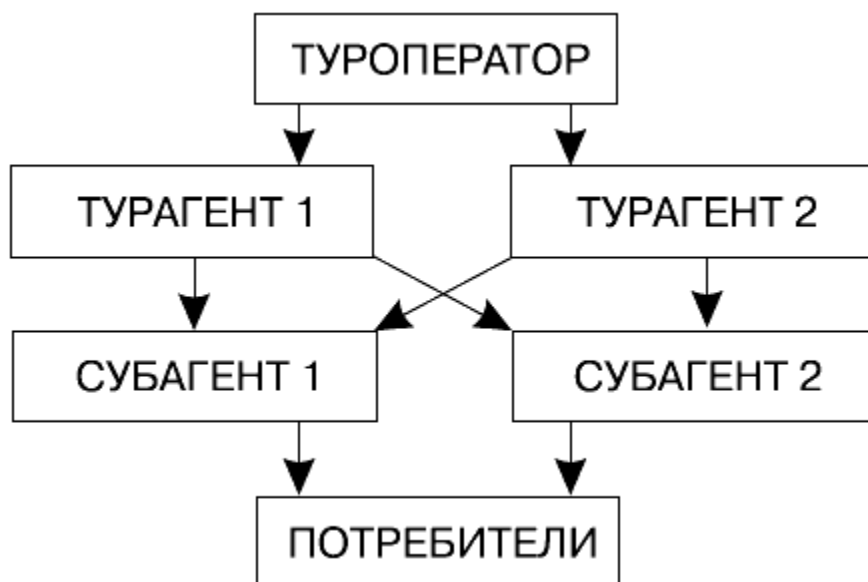 ТУРОПЕРАТОР
ТУРАГЕНТ 1
ТУРАГЕНТ 2
СУБАГЕНТ 1
СУБАГЕНТ 2
ПОТРЕБИТЕЛИ